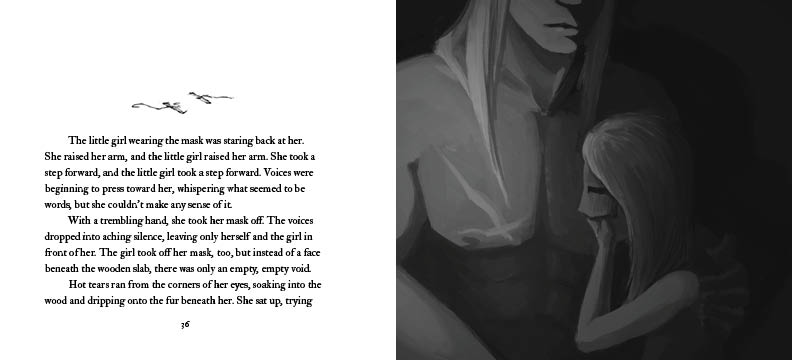 The little girl wearing the mask was staring back at her.
She raised her arm, and the little girl raised her arm. She took a
step forward, and the little girl took a step forward. Voices were
beginning to press toward her, whispering what seemed to be
words, but she couldn't make any sense of it.
With a trembling hand, she took her mask off. The voices
dropped into aching silence, leaving only herself and the girl in
front of her. The girl took off her mask, too, but instead of a face
beneath the wooden slab, there was only an empty, empty void.
Hot tears ran from the corners of her eyes, soaking into the
wood and dripping onto the fur beneath her. She sat up, trying
36